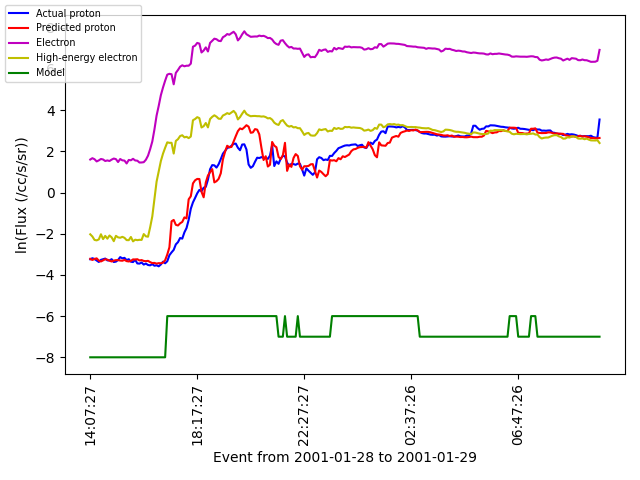 Actual proton
Predicted proton
Electron
High-energy electron
Model
ln(Flux (/cc/s/sr))
4
2
0
−2
−4
−6
−8
14:07:27
18:17:27
22:27:27
02:37:26
06:47:26
Event from 2001-01-28 to 2001-01-29